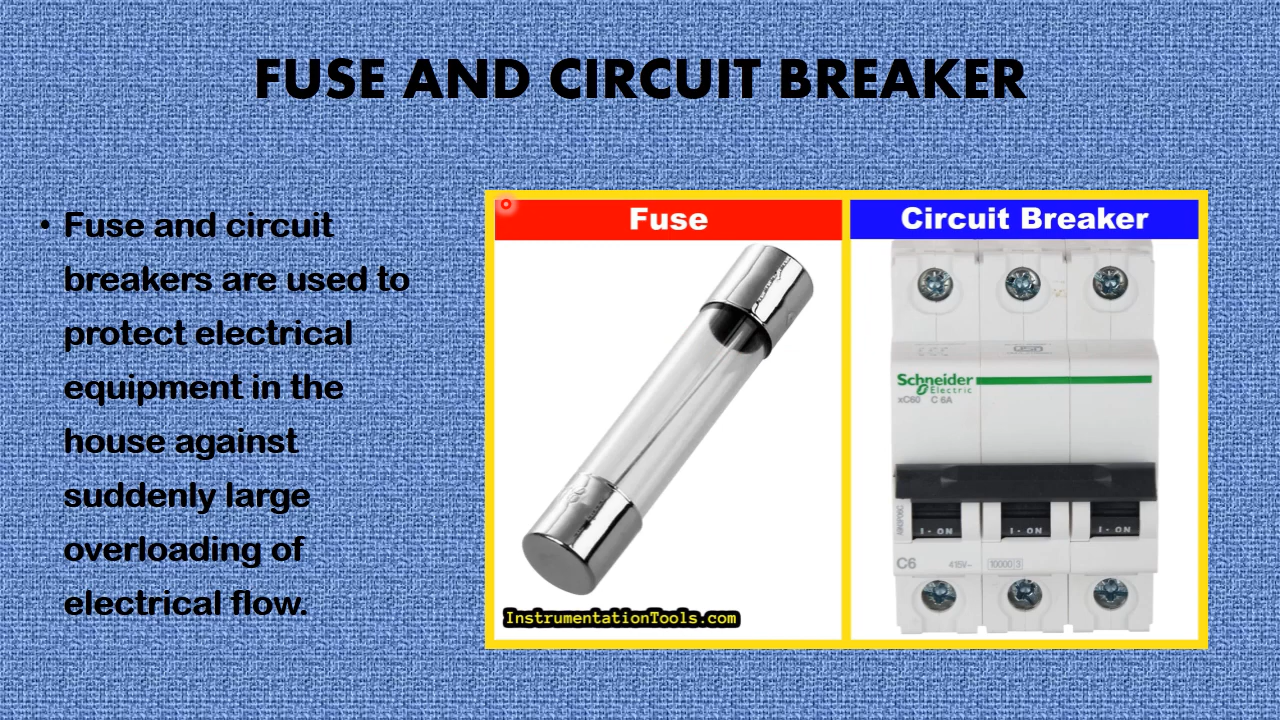 FUSE AND CIRCUIT BREAKER
• Fuse and circuit
breakers are used to
protect electrical
equipment in the
house against
suddenly large
overloading of
electrical flow.
Fuse
InstrumentationTools.com
Circuit Breaker
Schneider
Electric
xC60 C 6A
I - ON I - ON I - ON
C6 415V~ 10000 3